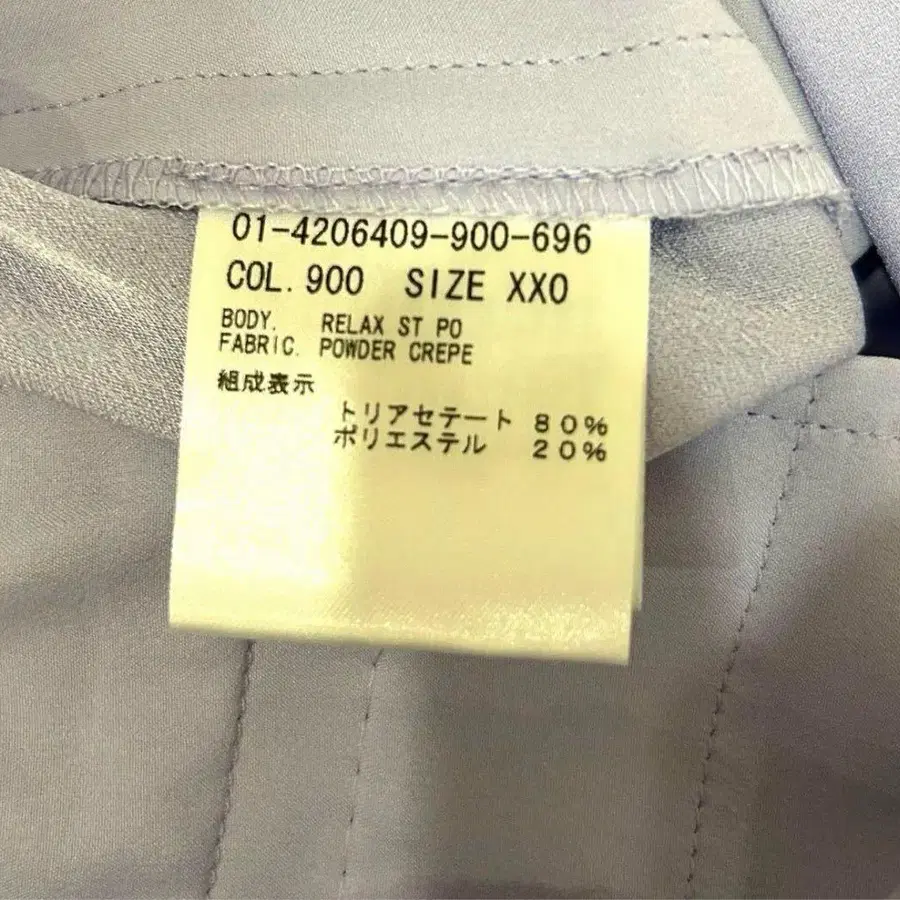 01-4206409-900-696
COL. 900 SIZE XXO
BODY. RELAX ST PO
FABRIC. POWDER CREPE
組成表示
トリアセテート 80%
ポリエステル 20%